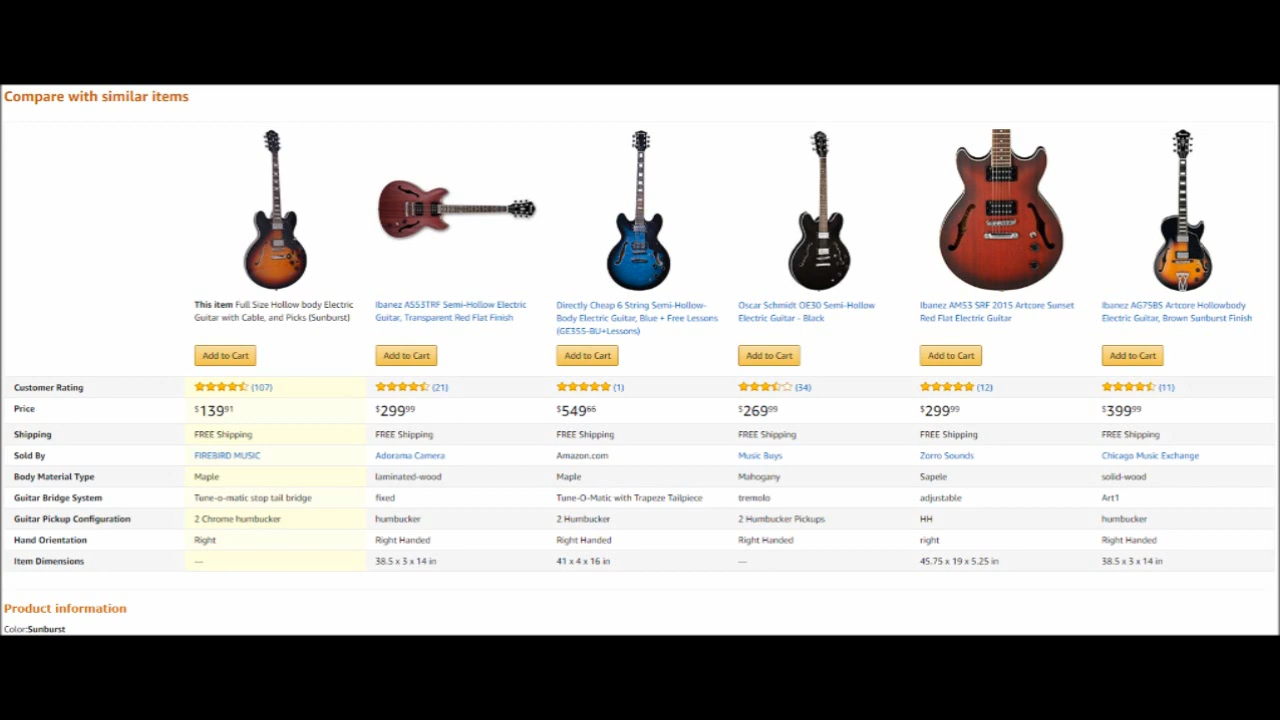 Compare with similar items
This item Full Size Hollow body Electric
Guitar with Cable, and Picks (Sunburst)
Ibanez AS53TRF Semi-Hollow Electric
Guitar, Transparent Red Flat Finish
Directly Cheap 6 String Semi-Hollow-
Body Electric Guitar, Blue + Free Lessons
(GE35S-BU+Lessons)
Oscar Schmidt OE30 Semi-Hollow
Electric Guitar - Black
Ibanez AM53 SRF 2015 Artcore Sunset
Red Flat Electric Guitar
Ibanez AG75BS Artcore Hollowbody
Electric Guitar, Brown Sunburst Finish
Add to Cart Add to Cart Add to Cart Add to Cart Add to Cart Add to Cart
Customer Rating (107) (21) (1) (34) (12) (11)
Price $139.91 $299.99 $549.66 $269.99 $299.99 $399.99
Shipping FREE Shipping FREE Shipping FREE Shipping FREE Shipping FREE Shipping FREE Shipping
Sold By FIREBIRD MUSIC Adorama Camera Amazon.com Music Buys Zorro Sounds Chicago Music Exchange
Body Material Type Maple laminated-wood Maple Mahogany Sapele solid-wood
Guitar Bridge System Tune-o-matic stop tail bridge fixed Tune-O-Matic with Trapeze Tailpiece tremolo adjustable Art1
Guitar Pickup Configuration 2 Chrome humbucker humbucker 2 Humbucker 2 Humbucker Pickups HH humbucker
Hand Orientation Right Right Handed Right Handed Right Handed right Right Handed
Item Dimensions — 38.5 x 3 x 14 in 41 x 4 x 16 in — 45.75 x 19 x 5.25 in 38.5 x 3 x 14 in
Product information
Color:Sunburst